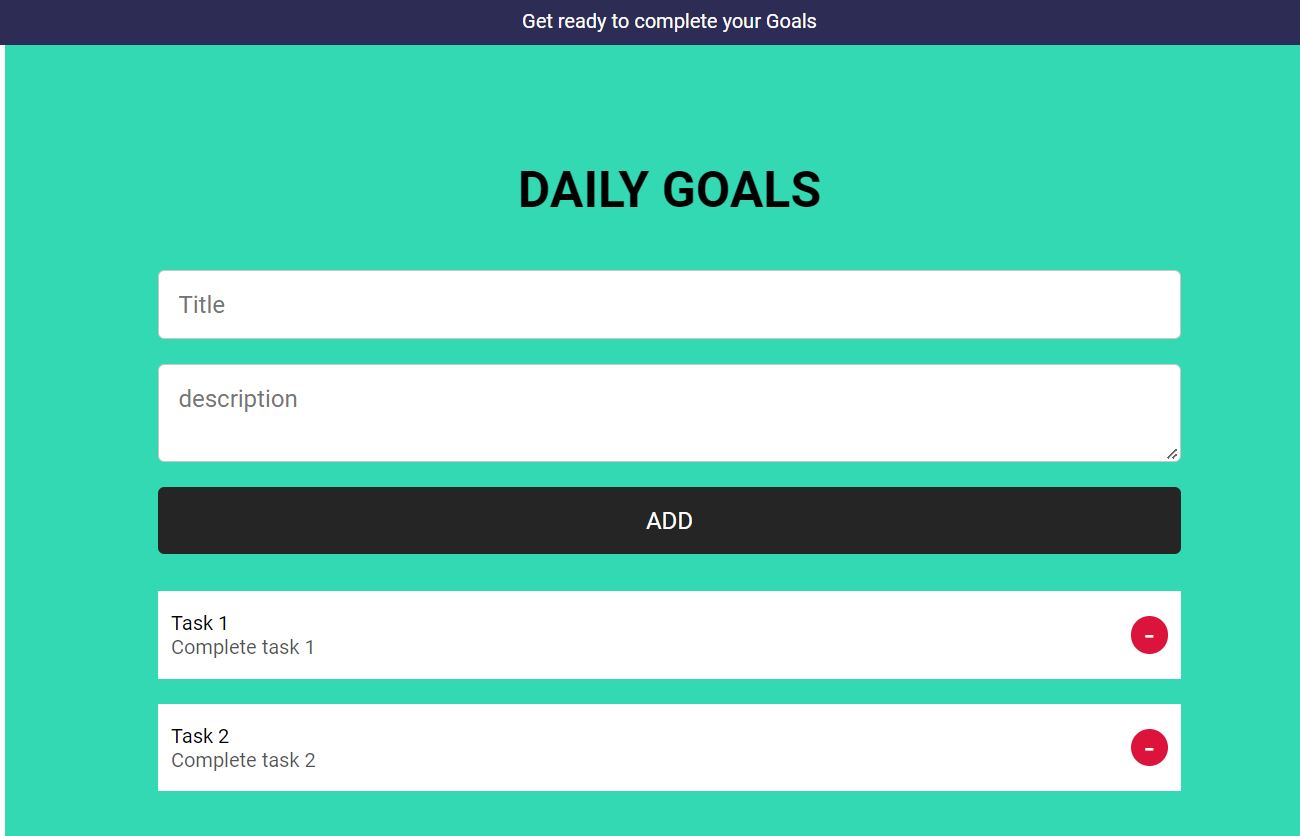 Get ready to complete your Goals
DAILY GOALS
Title
description
ADD
Task 1
Complete task 1
-
Task 2
Complete task 2
-